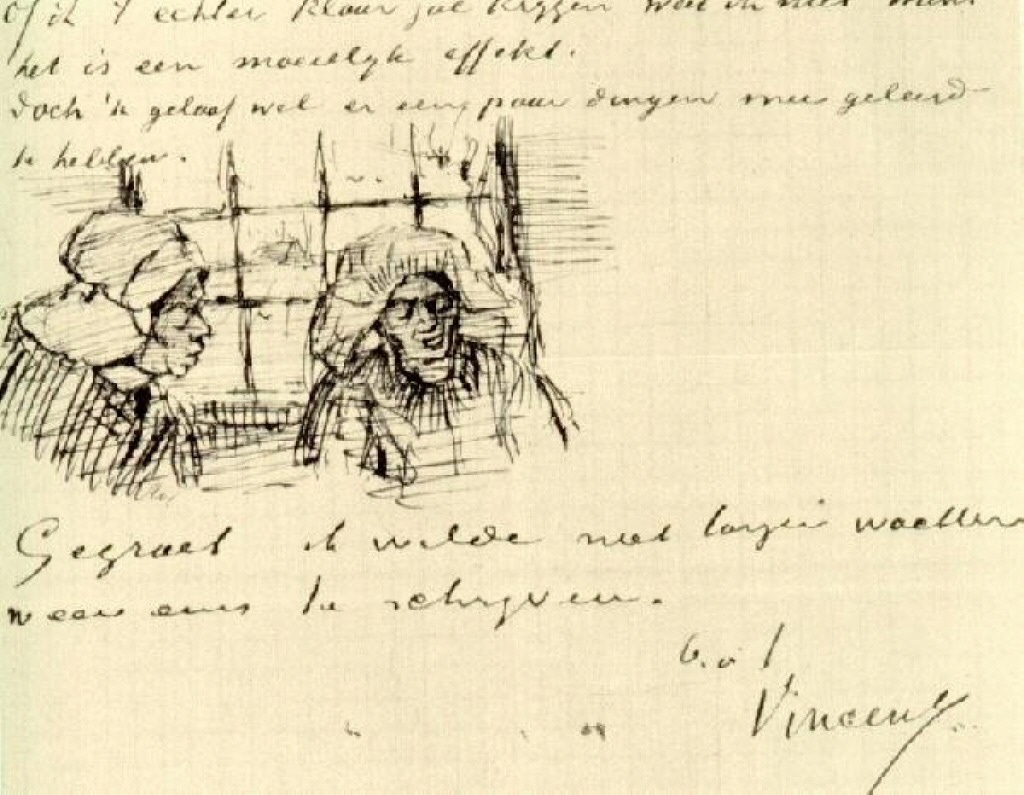 Of ik 't echter klaar zal krijgen weet ik niet want
het is een moeielijk effekt.
Doch 'k geloof wel er een paar dingen mee geleerd
te hebben.
Gegroet ik wilde niet langer wachten
weer eens te schrijven.
b. à t.
Vincent